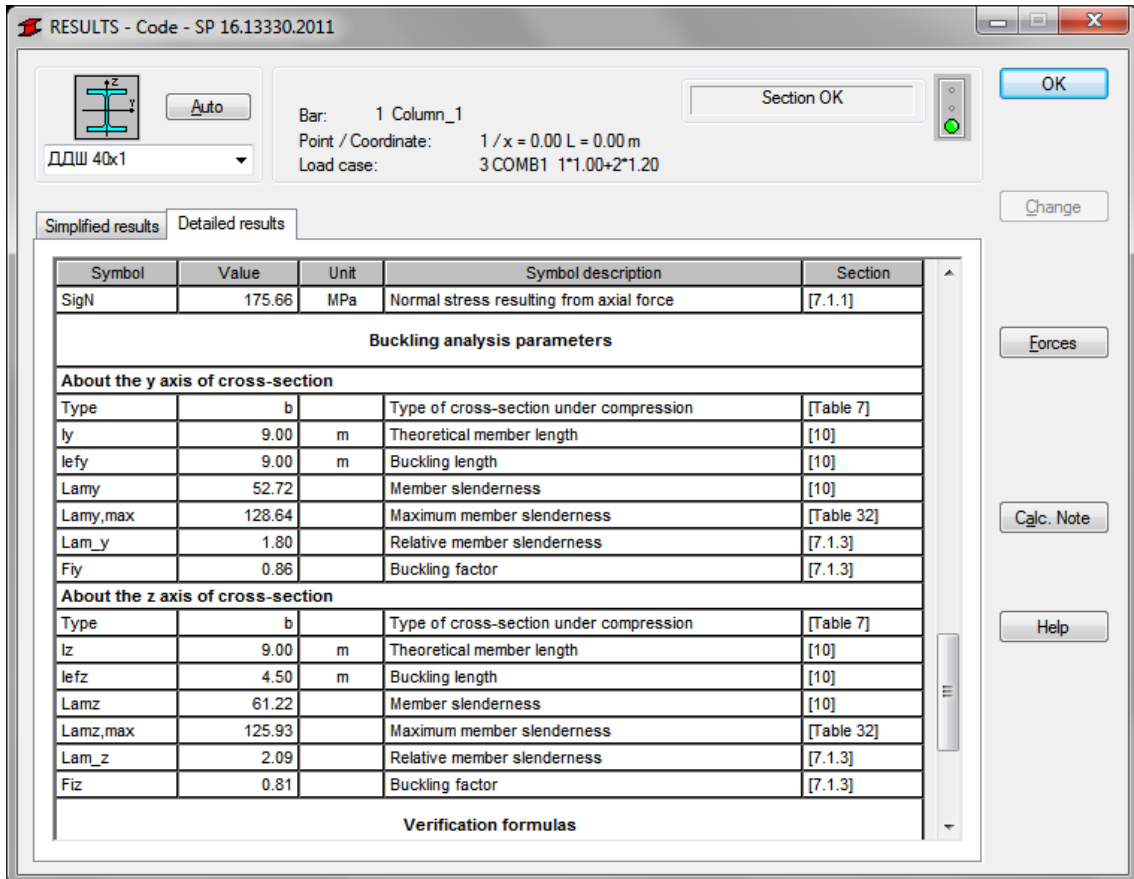 RESULTS - Code - SP 16.13330.2011
z
y
Auto
ДДШ 40x1
Bar: 1 Column_1
Point / Coordinate: 1 / x = 0.00 L = 0.00 m
Load case: 3 COMB1 1*1.00+2*1.20
Section OK
OK
Change
Forces
Calc. Note
Help
Simplified results Detailed results
Symbol Value Unit Symbol description Section
SigN 175.66 MPa Normal stress resulting from axial force [7.1.1]
Buckling analysis parameters
About the y axis of cross-section
Type b Type of cross-section under compression [Table 7]
ly 9.00 m Theoretical member length [10]
lefy 9.00 m Buckling length [10]
Lamy 52.72 Member slenderness [10]
Lamy,max 128.64 Maximum member slenderness [Table 32]
Lam_y 1.80 Relative member slenderness [7.1.3]
Fiy 0.86 Buckling factor [7.1.3]
About the z axis of cross-section
Type b Type of cross-section under compression [Table 7]
lz 9.00 m Theoretical member length [10]
lefz 4.50 m Buckling length [10]
Lamz 61.22 Member slenderness [10]
Lamz,max 125.93 Maximum member slenderness [Table 32]
Lam_z 2.09 Relative member slenderness [7.1.3]
Fiz 0.81 Buckling factor [7.1.3]
Verification formulas